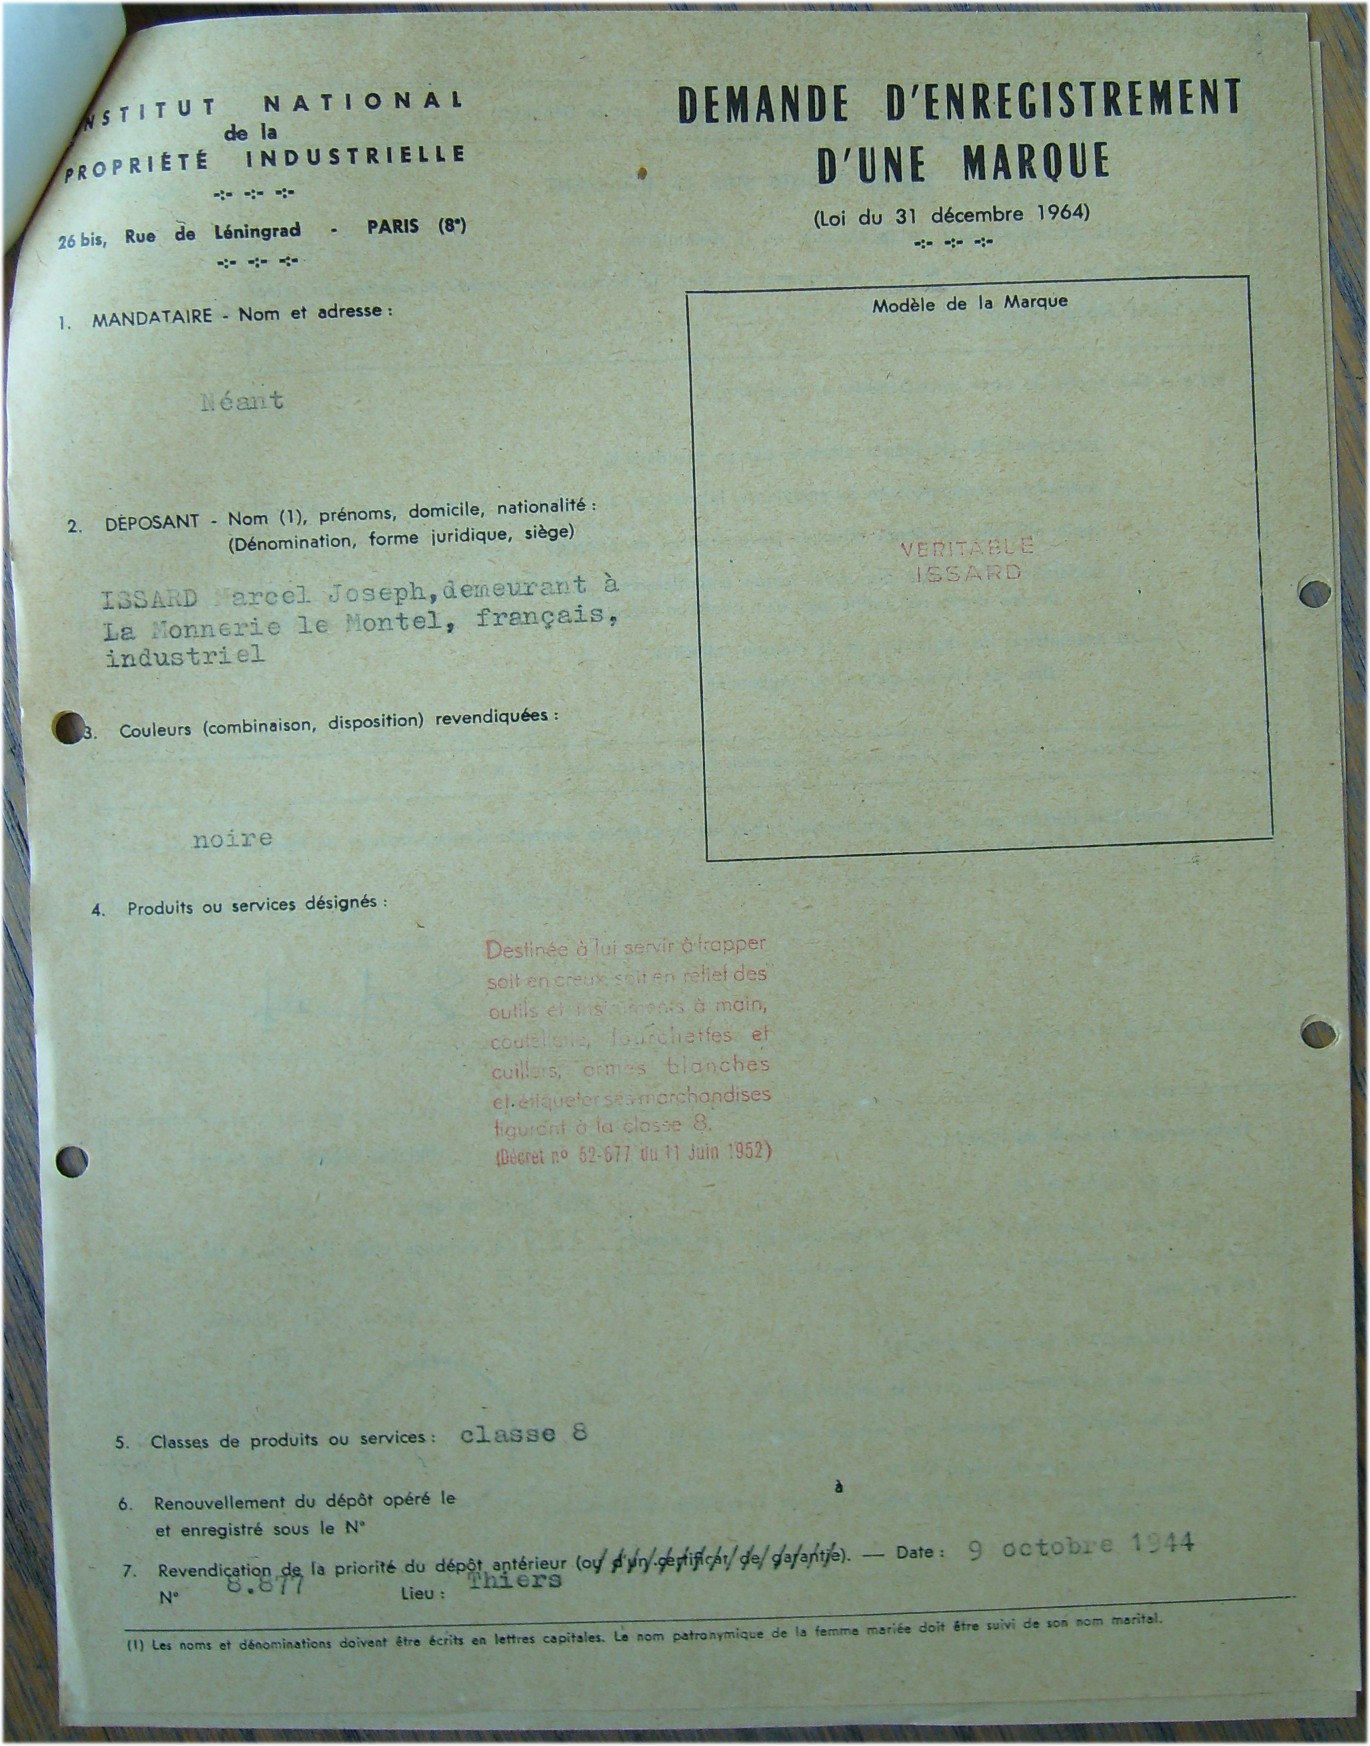 INSTITUT NATIONAL
de la
PROPRIÉTÉ INDUSTRIELLE
26 bis, Rue de Léningrad - PARIS (8e)
DEMANDE D'ENREGISTREMENT
D'UNE MARQUE
(Loi du 31 décembre 1964)
1. MANDATAIRE - Nom et adresse :
Néant
Modèle de la Marque
VERITABLE
ISSARD
2. DÉPOSANT - Nom (1), prénoms, domicile, nationalité :
(Dénomination, forme juridique, siège)
ISSARD Marcel Joseph, demeurant à
La Monnerie le Montel, français,
industriel
3. Couleurs (combinaison, disposition) revendiquées :
noire
4. Produits ou services désignés :
Destinée à lui servir à frapper
soit en creux, soit en relief des
outils et instruments à main,
coutellerie, fourchettes et
cuillers, armes blanches
et étiqueter ses marchandises
figurant à la classe 8.
(Décret nº 52-677 du 11 Juin 1952)
5. Classes de produits ou services : classe 8
6. Renouvellement du dépôt opéré le à
et enregistré sous le N°
7. Revendication de la priorité du dépôt antérieur (ou d'un certificat de garantie). — Date : 9 octobre 1944
N° 8.877 Lieu : Thiers
(1) Les noms et dénominations doivent être écrits en lettres capitales. Le nom patronymique de la femme mariée doit être suivi de son nom marital.